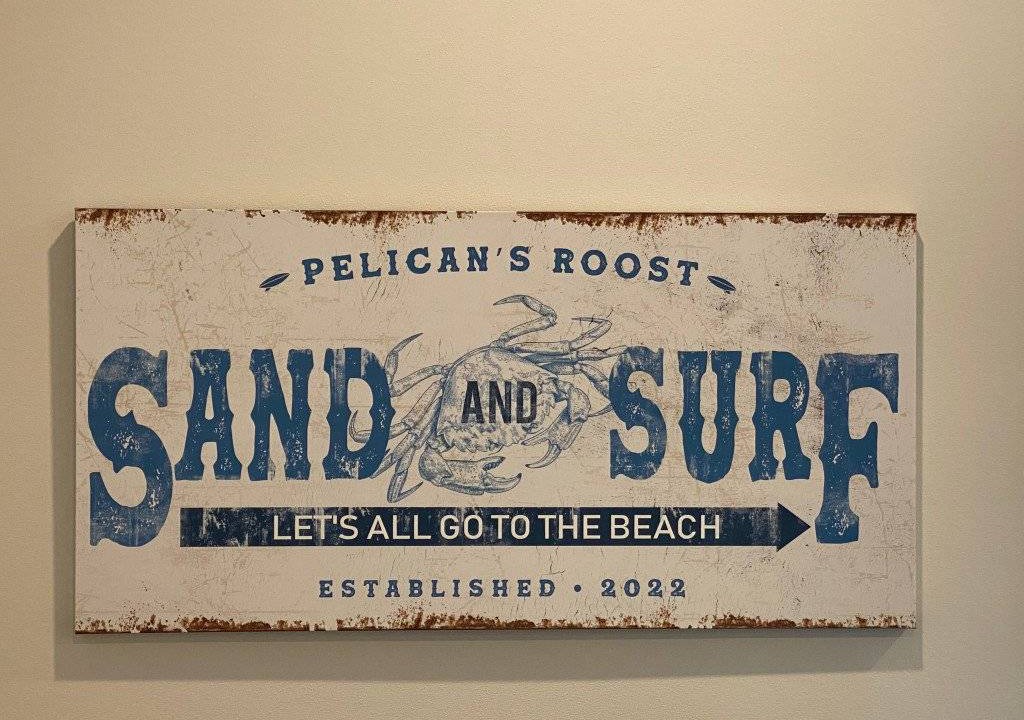 PELICAN'S ROOST
SAND AND SURF
LET'S ALL GO TO THE BEACH
ESTABLISHED • 2022